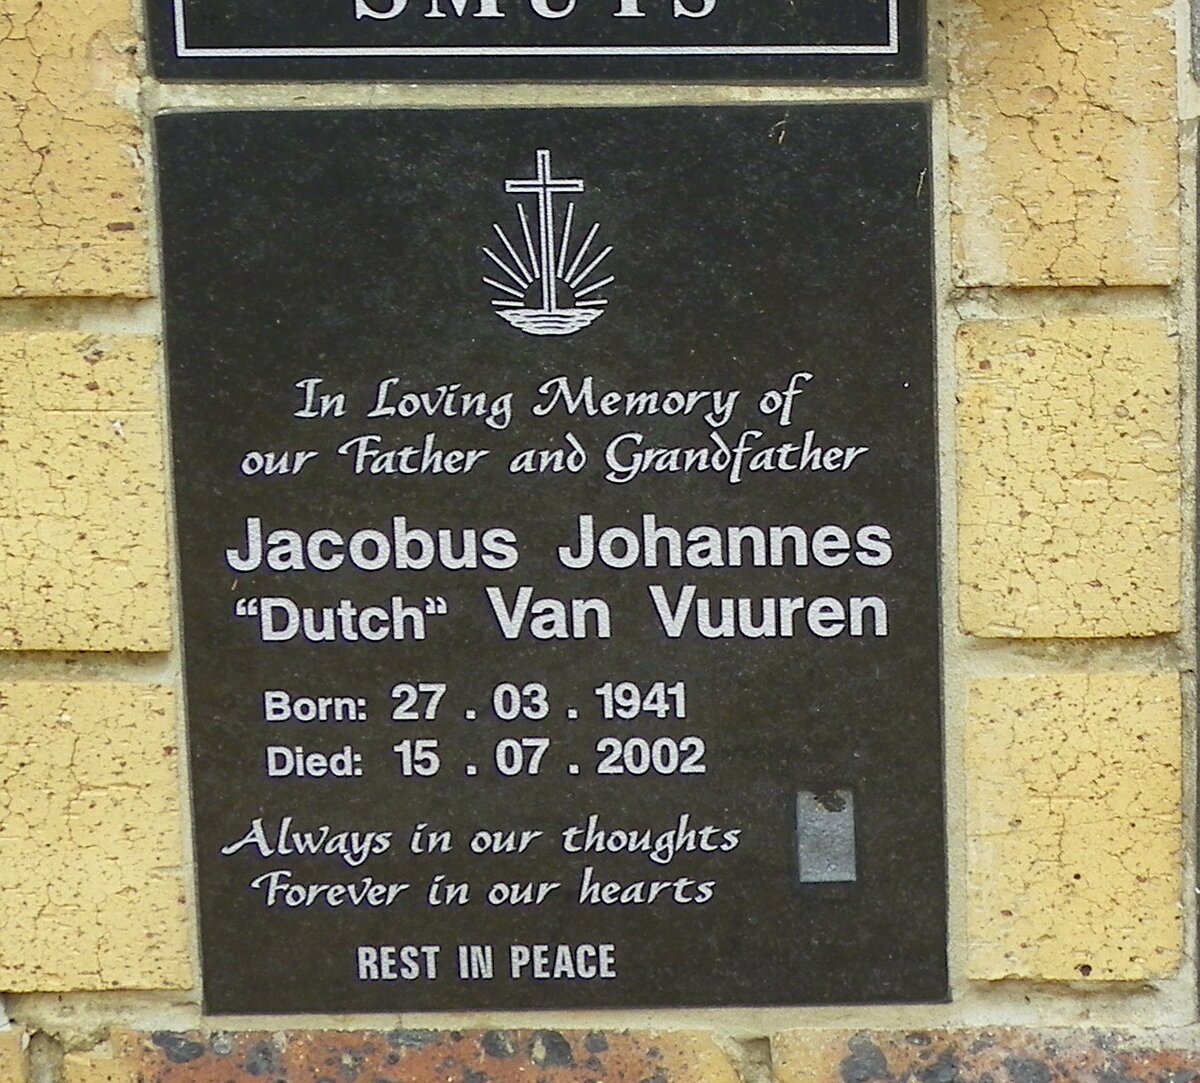 SMUTS
In Loving Memory of
our Father and Grandfather
Jacobus Johannes
“Dutch” Van Vuuren
Born: 27 . 03 . 1941
Died: 15 . 07 . 2002
Always in our thoughts
Forever in our hearts
REST IN PEACE